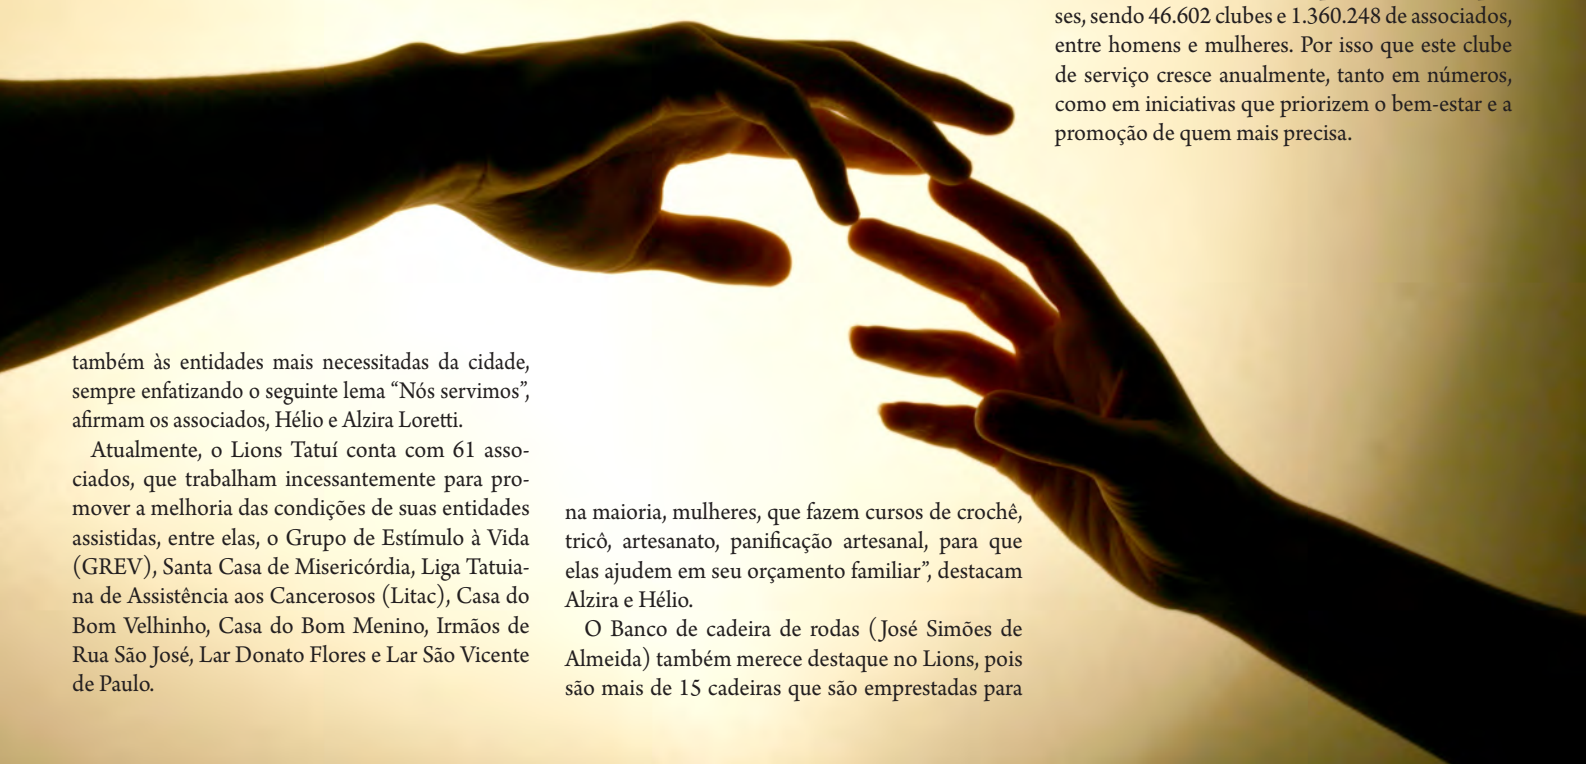 também às entidades mais necessitadas da cidade,
sempre enfatizando o seguinte lema “Nós servimos”,
afirmam os associados, Hélio e Alzira Loretti.
Atualmente, o Lions Tatuí conta com 61 asso-
ciados, que trabalham incessantemente para pro-
mover a melhoria das condições de suas entidades
assistidas, entre elas, o Grupo de Estímulo à Vida
(GREV), Santa Casa de Misericórdia, Liga Tatuia-
na de Assistência aos Cancerosos (Litac), Casa do
Bom Velhinho, Casa do Bom Menino, Irmãos de
Rua São José, Lar Donato Flores e Lar São Vicente
de Paulo.
na maioria, mulheres, que fazem cursos de crochê,
tricô, artesanato, panificação artesanal, para que
elas ajudem em seu orçamento familiar”, destacam
Alzira e Hélio.
O Banco de cadeira de rodas (José Simões de
Almeida) também merece destaque no Lions, pois
são mais de 15 cadeiras que são emprestadas para
ses, sendo 46.602 clubes e 1.360.248 de associados,
entre homens e mulheres. Por isso que este clube
de serviço cresce anualmente, tanto em números,
como em iniciativas que priorizem o bem-estar e a
promoção de quem mais precisa.